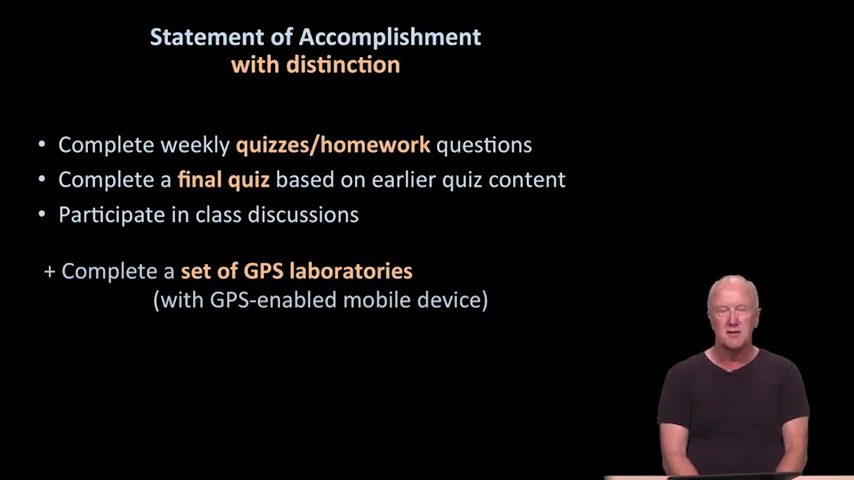 Statement of Accomplishment
with distinction
• Complete weekly quizzes/homework questions
• Complete a final quiz based on earlier quiz content
• Participate in class discussions
+ Complete a set of GPS laboratories
(with GPS-enabled mobile device)